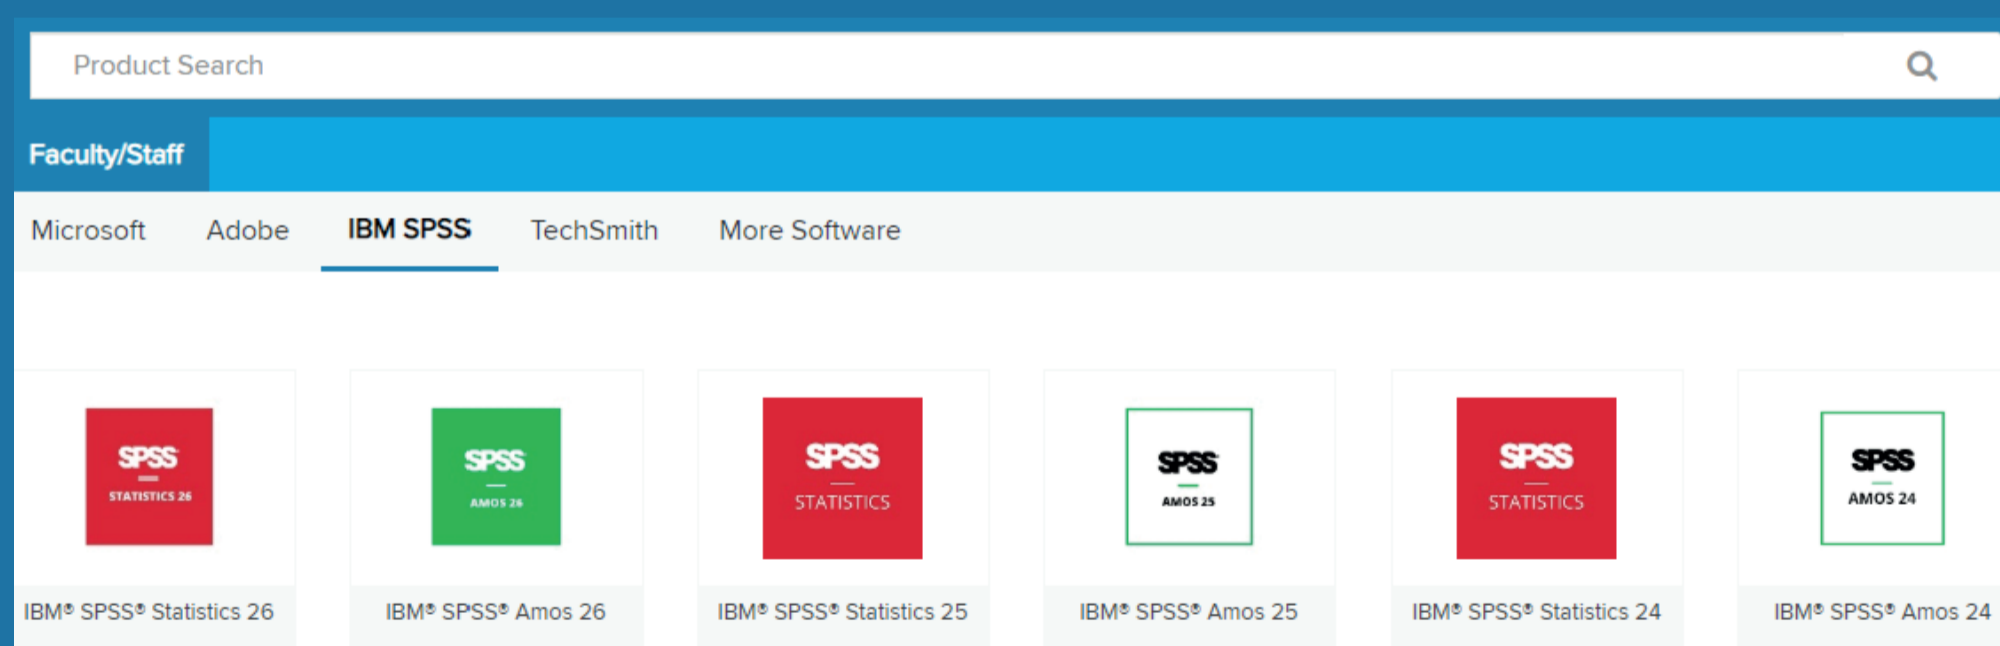 Product Search
Faculty/Staff
Microsoft Adobe IBM SPSS TechSmith More Software
SPSS
STATISTICS 26
SPSS
AMOS 26
SPSS
STATISTICS
SPSS
AMOS 25
SPSS
STATISTICS
SPSS
AMOS 24
IBM® SPSS® Statistics 26
IBM® SPSS® Amos 26
IBM® SPSS® Statistics 25
IBM® SPSS® Amos 25
IBM® SPSS® Statistics 24
IBM® SPSS® Amos 24